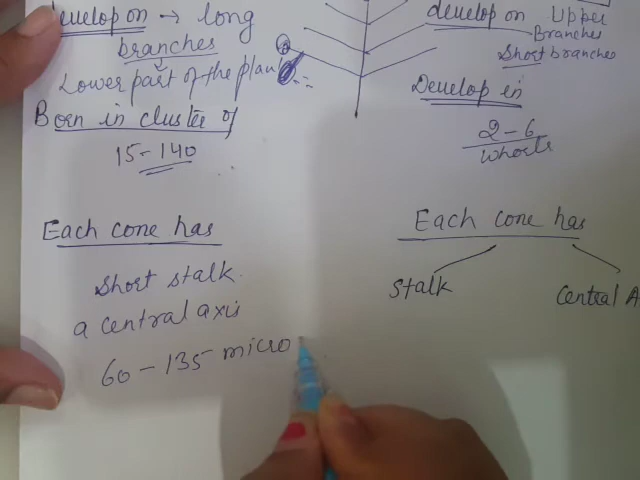 develop on → long
branches
Lower part of the plan
Born in cluster of
15-140
Each cone has
Short stalk.
a central axis
60-135 micro
develop on Upper
Branches
Short branches
Develop in
2-6
whorls
Each cone has
Stalk
Central A